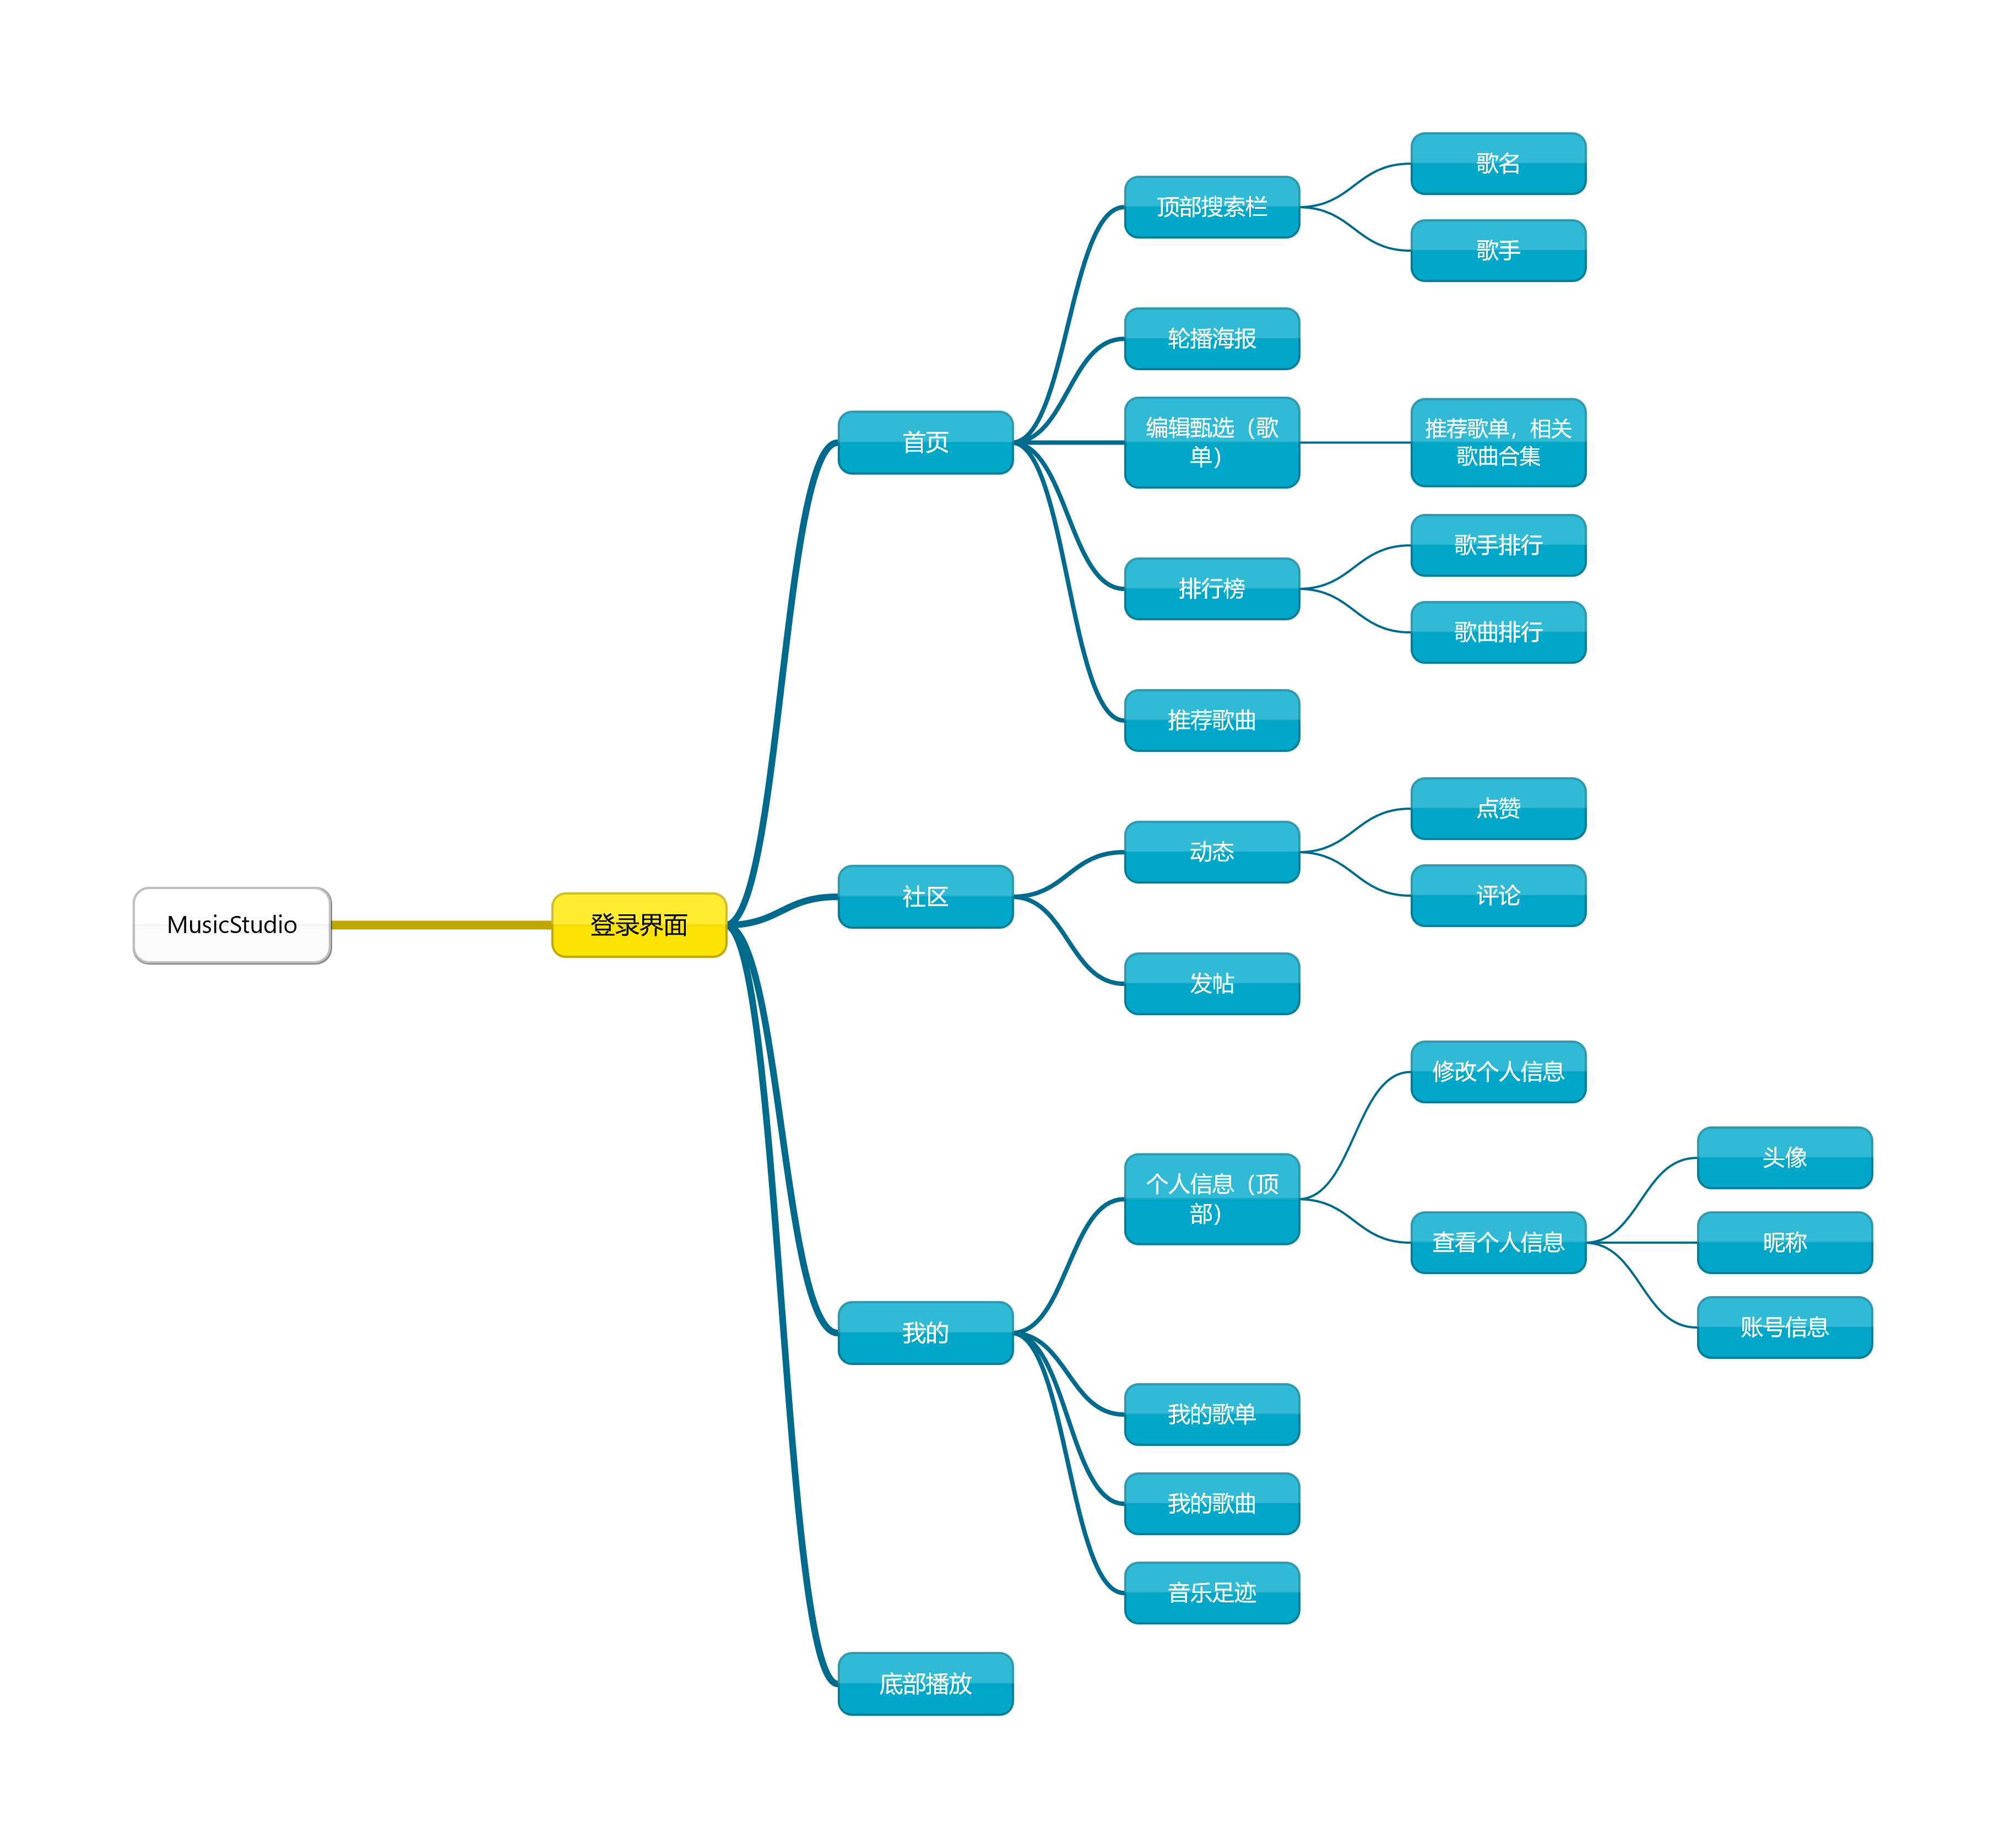 MusicStudio
登录界面
首页
顶部搜索栏
歌名
歌手
轮播海报
编辑甄选（歌
单）
推荐歌单，相关
歌曲合集
排行榜
歌手排行
歌曲排行
推荐歌曲
社区
动态
点赞
评论
发帖
我的
个人信息（顶
部）
修改个人信息
查看个人信息
头像
昵称
账号信息
我的歌单
我的歌曲
音乐足迹
底部播放